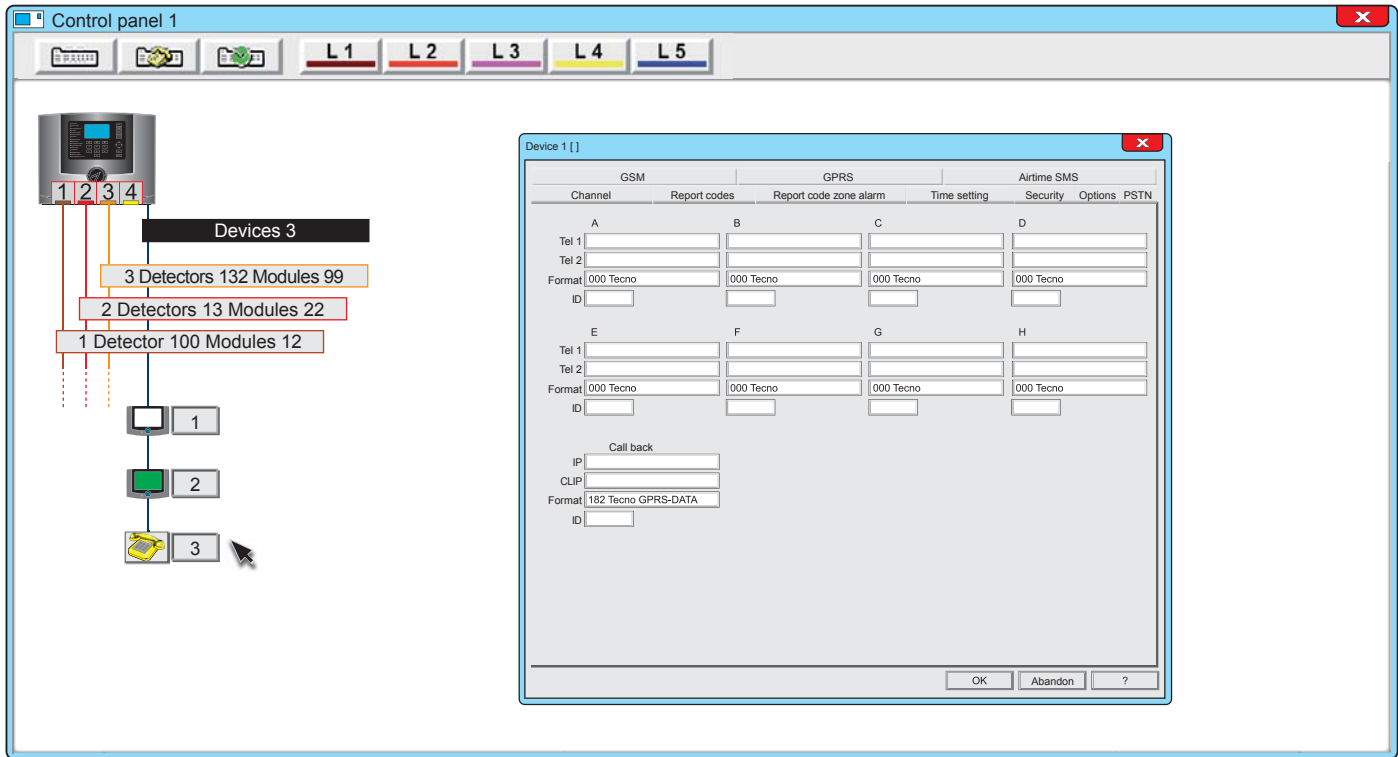 Control panel 1
L 1 L 2 L 3 L 4 L 5
1 2 3 4
Devices 3
3 Detectors 132 Modules 99
2 Detectors 13 Modules 22
1 Detector 100 Modules 12
1
2
3
Device 1 [ ]
GSM GPRS Airtime SMS
Channel Report codes Report code zone alarm Time setting Security Options PSTN
A B C D
Tel 1
Tel 2
Format 000 Tecno 000 Tecno 000 Tecno 000 Tecno
ID
E F G H
Tel 1
Tel 2
Format 000 Tecno 000 Tecno 000 Tecno 000 Tecno
ID
Call back
IP
CLIP
Format 182 Tecno GPRS-DATA
ID
OK Abandon ?